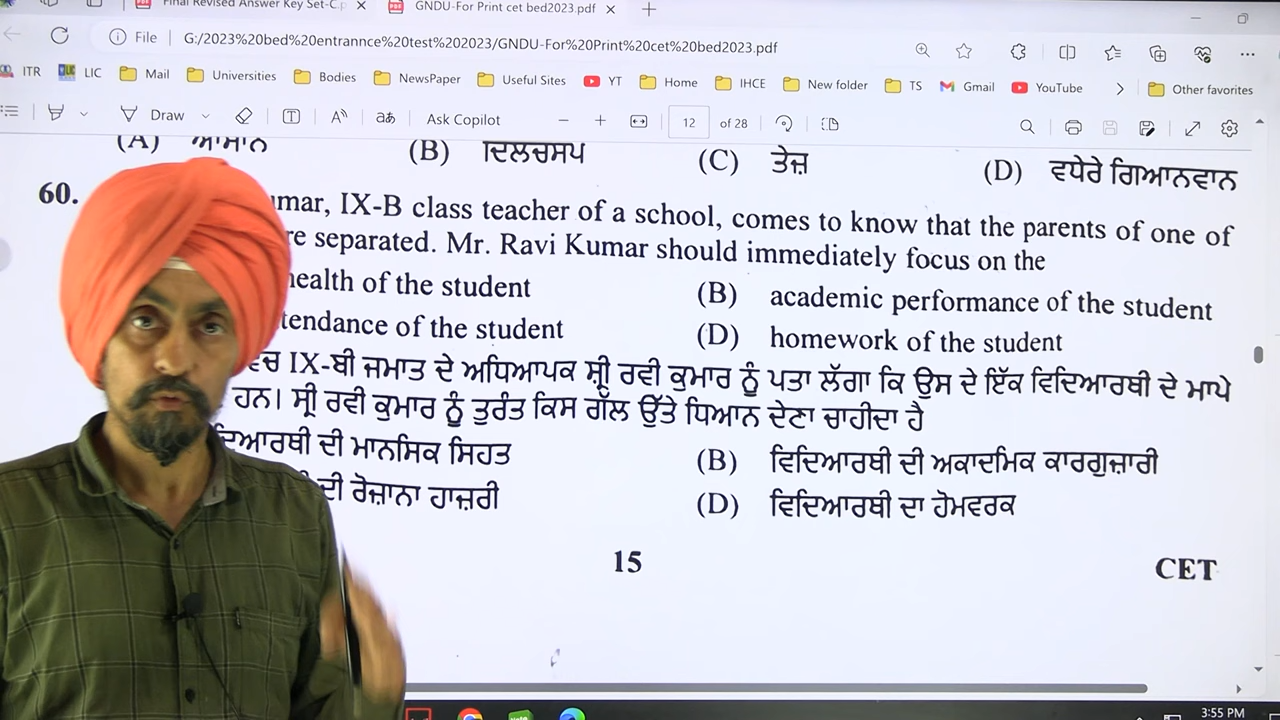 Final Revised Answer Key Set-C.p
GNDU-For Print cet bed2023.pdf
File G:/2023%20bed%20entrannce%20test%202023/GNDU-For%20Print%20cet%20bed2023.pdf
ITR LIC Mail Universities Bodies NewsPaper Useful Sites YT Home IHCE New folder TS Gmail YouTube Other favorites
Draw Ask Copilot 12 of 28
(A) ਆਸਾਨ (B) ਦਿਲਚਸਪ (C) ਤੇਜ਼ (D) ਵਧੇਰੇ ਗਿਆਨਵਾਨ
60. mar, IX-B class teacher of a school, comes to know that the parents of one of
re separated. Mr. Ravi Kumar should immediately focus on the
health of the student (B) academic performance of the student
tendance of the student (D) homework of the student
ਵਿਚ IX-ਬੀ ਜਮਾਤ ਦੇ ਅਧਿਆਪਕ ਸ੍ਰੀ ਰਵੀ ਕੁਮਾਰ ਨੂੰ ਪਤਾ ਲੱਗਾ ਕਿ ਉਸ ਦੇ ਇੱਕ ਵਿਦਿਆਰਥੀ ਦੇ ਮਾਪੇ
ਹਨ। ਸ੍ਰੀ ਰਵੀ ਕੁਮਾਰ ਨੂੰ ਤੁਰੰਤ ਕਿਸ ਗੱਲ ਉੱਤੇ ਧਿਆਨ ਦੇਣਾ ਚਾਹੀਦਾ ਹੈ
ਦਿਆਰਥੀ ਦੀ ਮਾਨਸਿਕ ਸਿਹਤ (B) ਵਿਦਿਆਰਥੀ ਦੀ ਅਕਾਦਮਿਕ ਕਾਰਗੁਜ਼ਾਰੀ
ਦੀ ਰੋਜ਼ਾਨਾ ਹਾਜ਼ਰੀ (D) ਵਿਦਿਆਰਥੀ ਦਾ ਹੋਮਵਰਕ
15 CET
3:55 PM